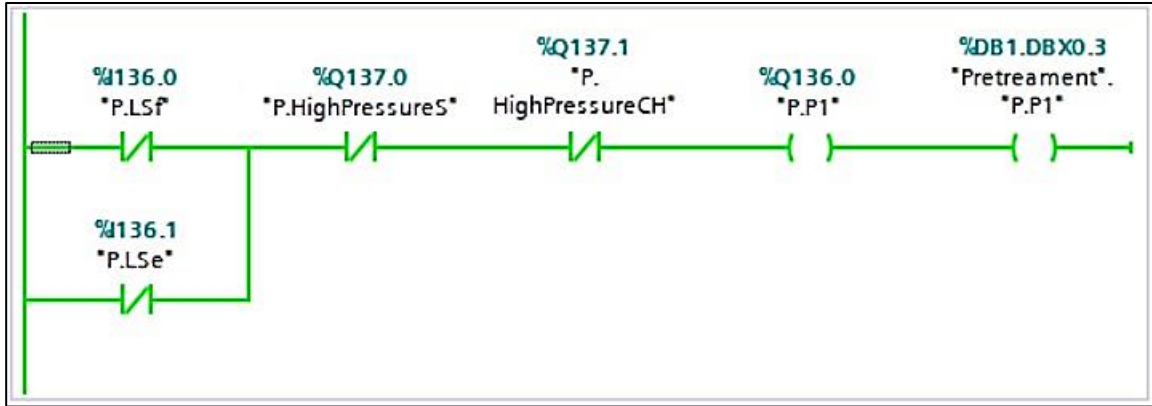 %I136.0
"P.LSf"
%Q137.0
"P.HighPressureS"
%Q137.1
"P.
HighPressureCH"
%Q136.0
"P.P1"
%DB1.DBX0.3
"Pretreament".
"P.P1"
%I136.1
"P.LSe"